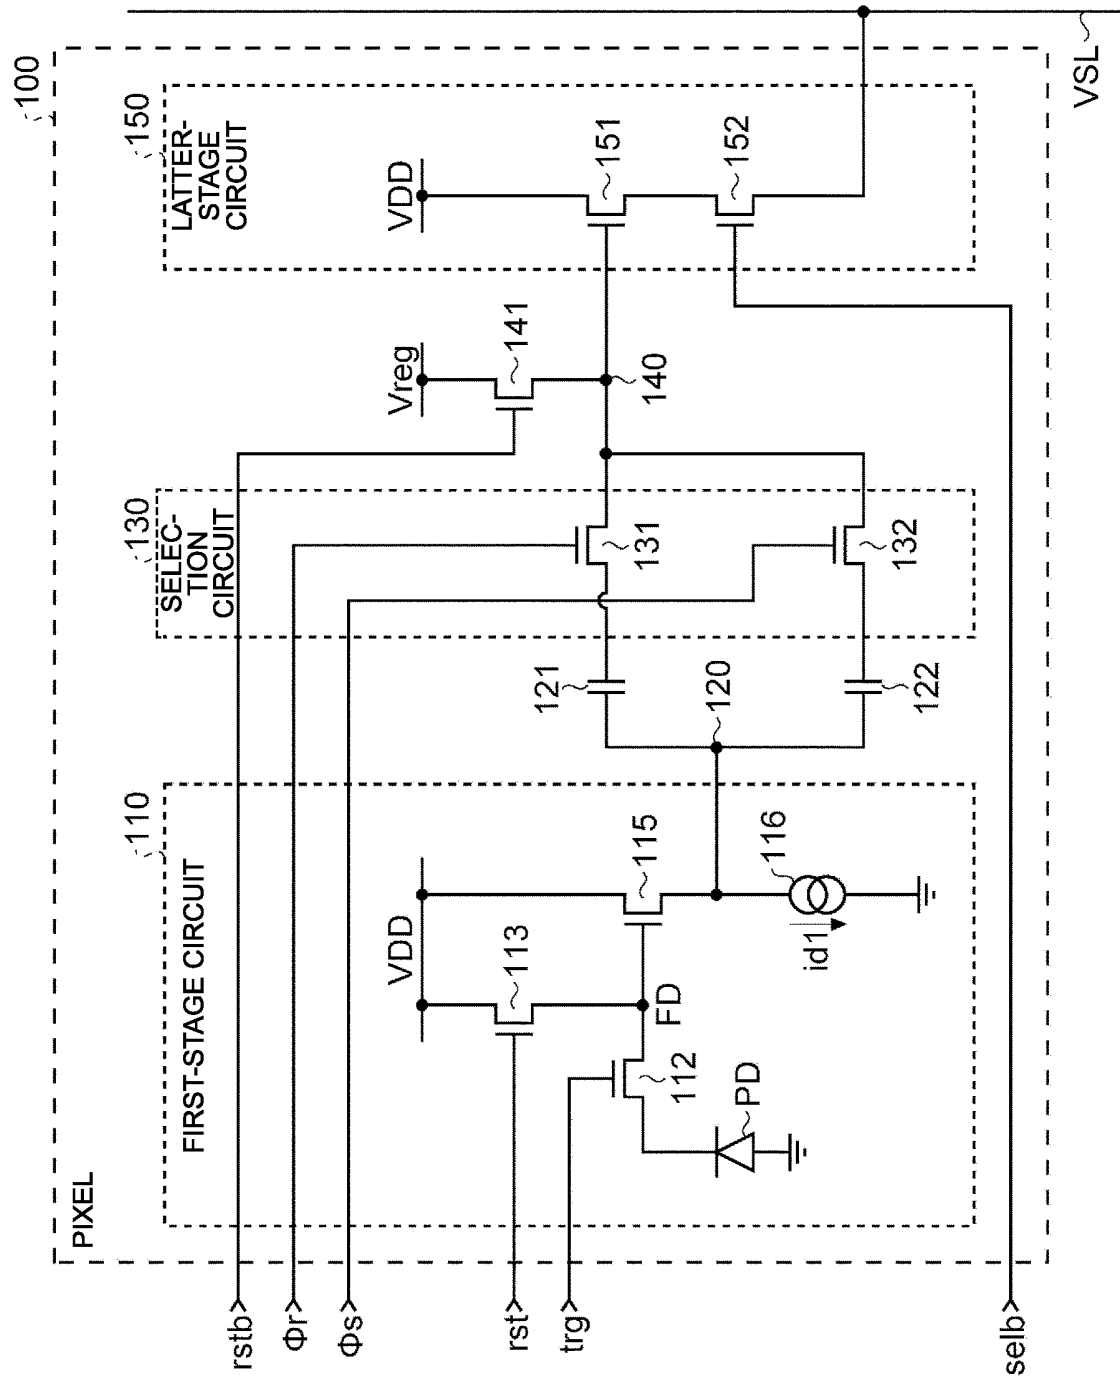 100
PIXEL
110
FIRST-STAGE CIRCUIT
VDD
113
115
FD
112
PD
id1
116
120
121
122
130
SELEC-
TION
CIRCUIT
131
132
Vreg
141
140
150
LATTER-
STAGE
CIRCUIT
VDD
151
152
VSL
rstb
Φr
Φs
rst
trg
selb